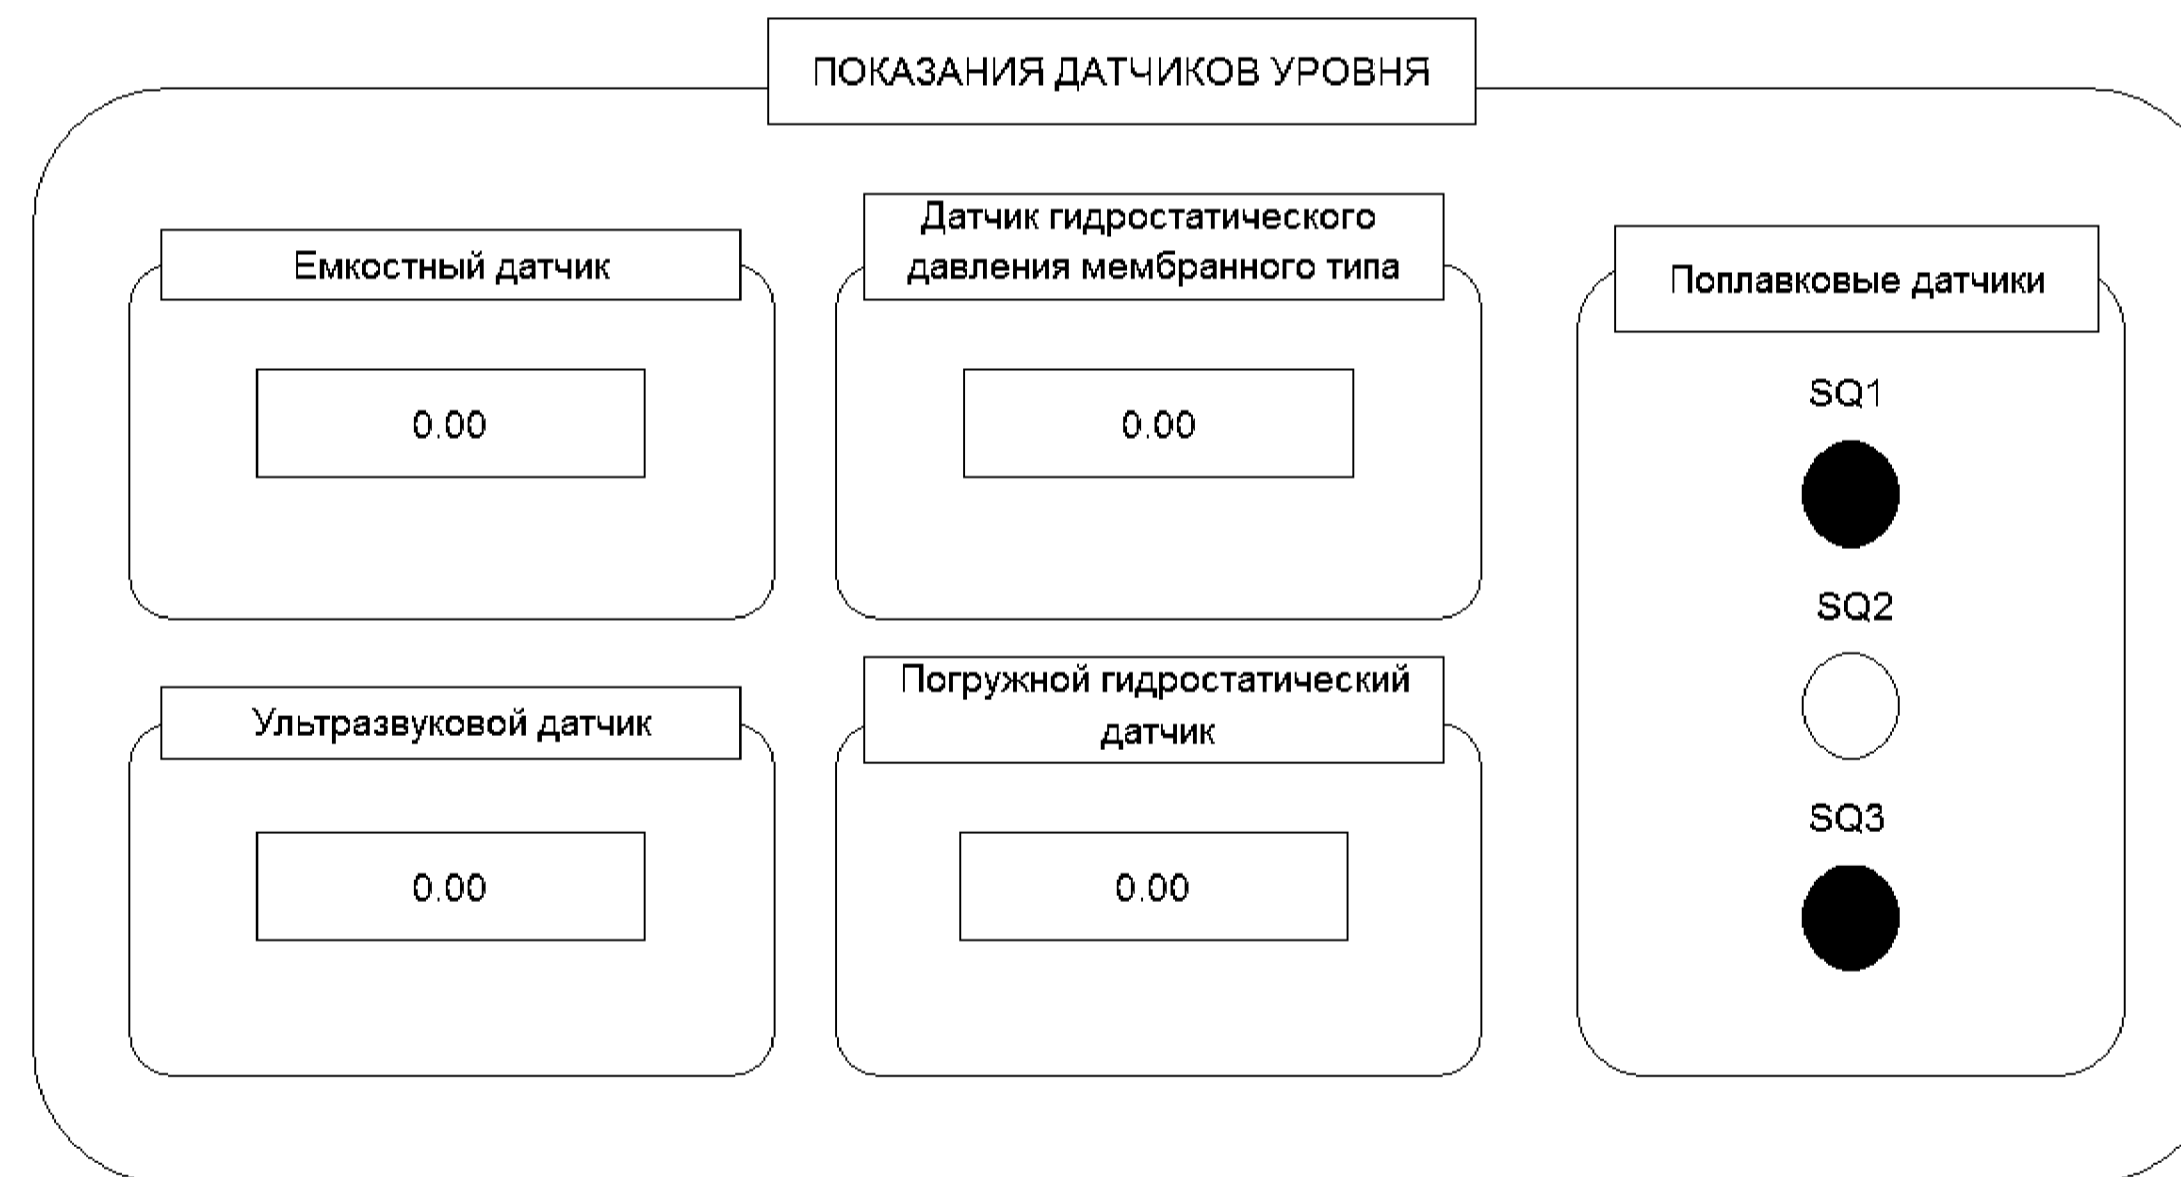 ПОКАЗАНИЯ ДАТЧИКОВ УРОВНЯ
Емкостный датчик
0.00
Датчик гидростатического
давления мембранного типа
0.00
Ультразвуковой датчик
0.00
Погружной гидростатический
датчик
0.00
Поплавковые датчики
SQ1
SQ2
SQ3